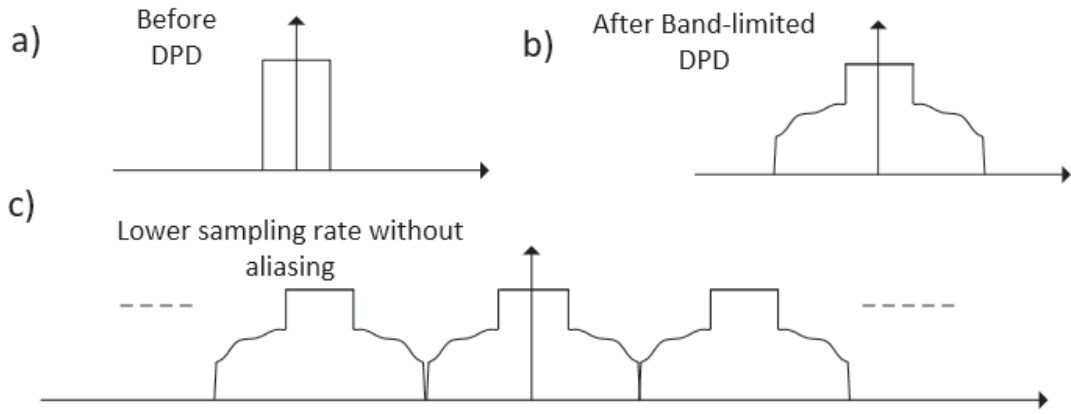 a)
Before
DPD
b)
After Band-limited
DPD
c)
Lower sampling rate without
aliasing